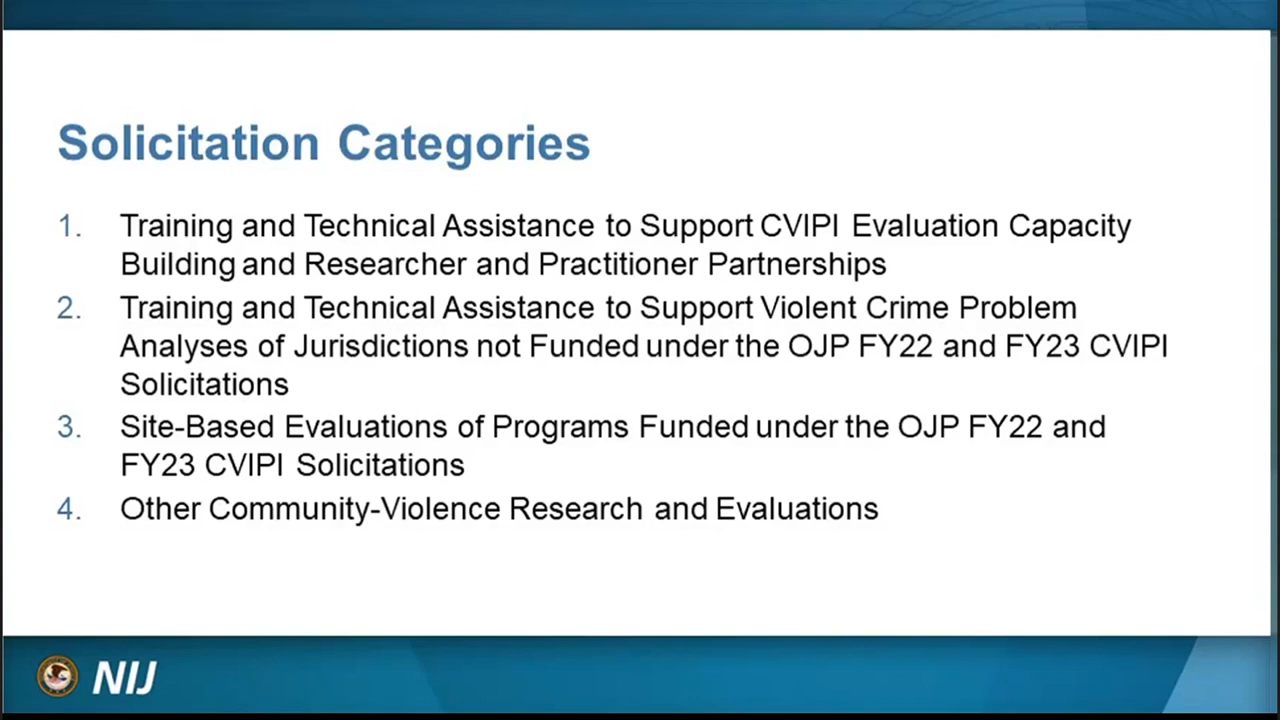 Solicitation Categories
1. Training and Technical Assistance to Support CVIPI Evaluation Capacity
Building and Researcher and Practitioner Partnerships
2. Training and Technical Assistance to Support Violent Crime Problem
Analyses of Jurisdictions not Funded under the OJP FY22 and FY23 CVIPI
Solicitations
3. Site-Based Evaluations of Programs Funded under the OJP FY22 and
FY23 CVIPI Solicitations
4. Other Community-Violence Research and Evaluations
NIJ